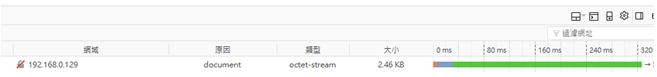 過濾網址
網域 原因 類型 大小 0 ms 80 ms 160 ms 240 ms 320
192.168.0.129 document octet-stream 2.46 KB